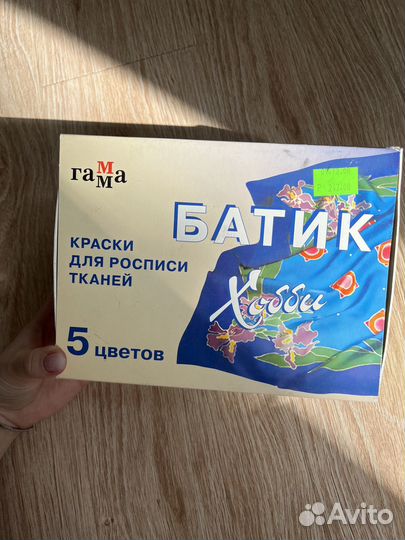 гамма
БАТИК
КРАСКИ
ДЛЯ РОСПИСИ
ТКАНЕЙ
Хобби
5 цветов
Avito